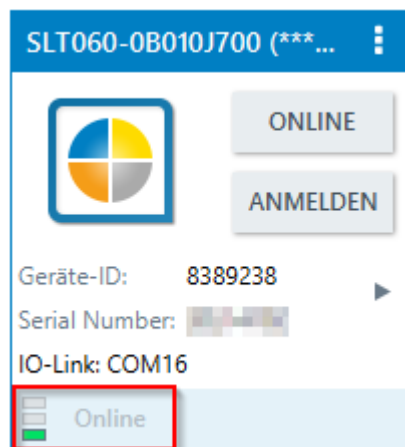 SLT060-0B010J700 (***...
ONLINE
ANMELDEN
Geräte-ID: 8389238
Serial Number:
IO-Link: COM16
Online